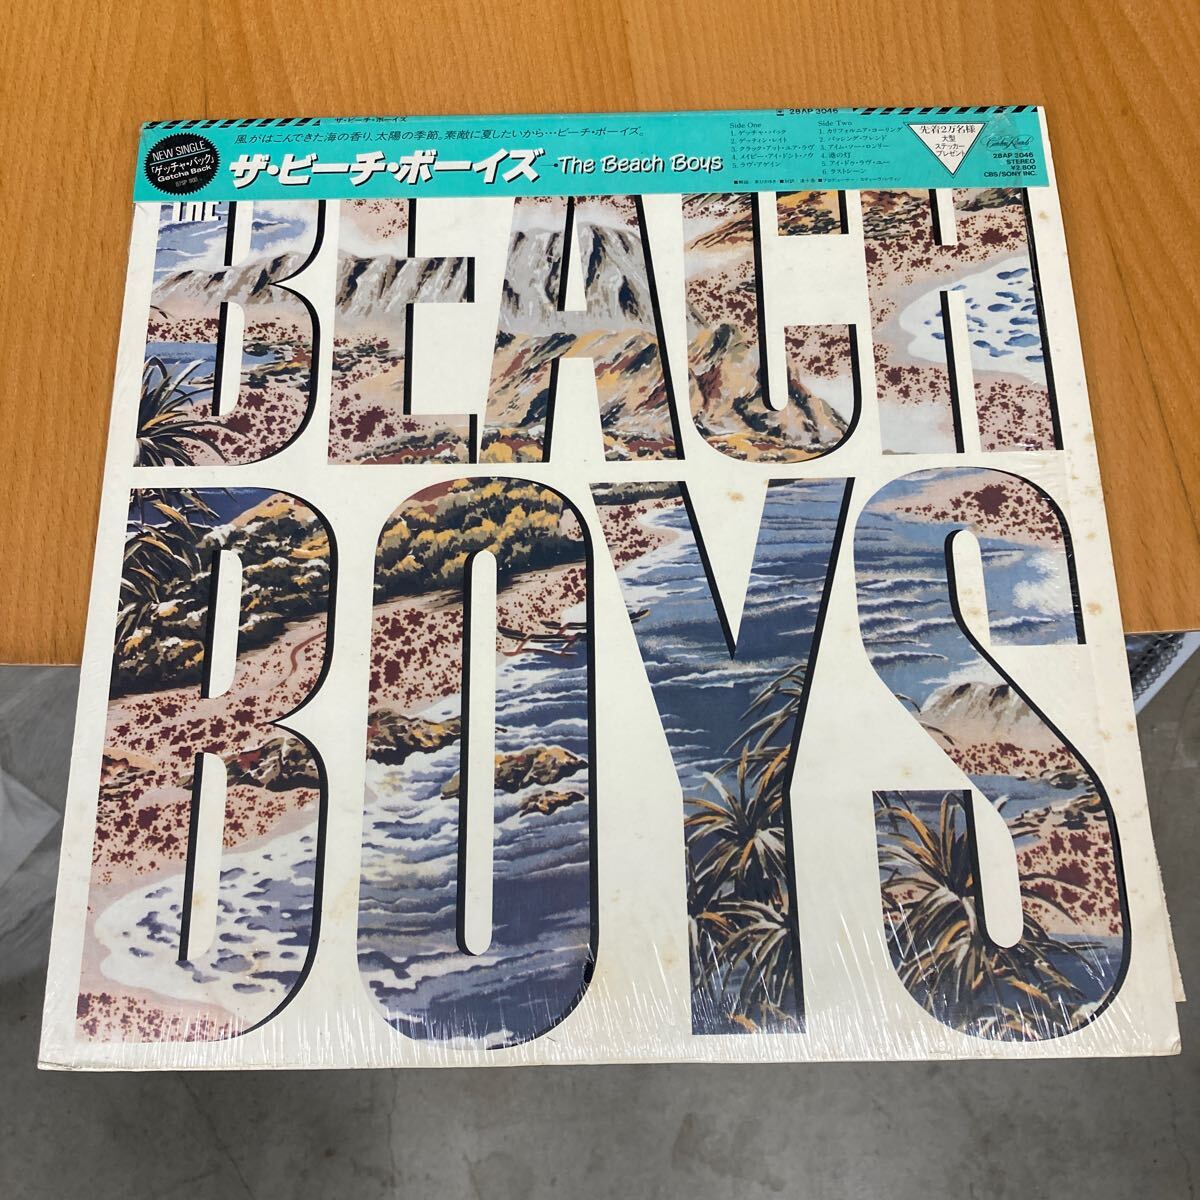 ザ・ビーチ・ボーイズ
28AP 3046
風がはこんできた海の香り、太陽の季節。素敵に夏したいから…ビーチ・ボーイズ。
NEW SINGLE
「ゲッチャ・バック」
Getcha Back
ザ・ビーチ・ボーイズ
The Beach Boys
Side One
1. ゲッチャ・バック
2. ゲッティン・レイト
3. クラック・アット・ユア・ラヴ
4. メイビー・アイ・ドント・ノウ
5. ラヴ・アゲイン
Side Two
1. カリフォルニア・コーリング
2. パッシング・フレンド
3. アイム・ソー・ロンリー
4. 港の灯
5. アイ・ドゥ・ラヴ・ユー
6. ラストシーン
先着2万名様
大型
ステッカー
プレゼント
28AP 3046
STEREO
¥2,800
CBS/SONY INC.
THE
BEACH
BOYS